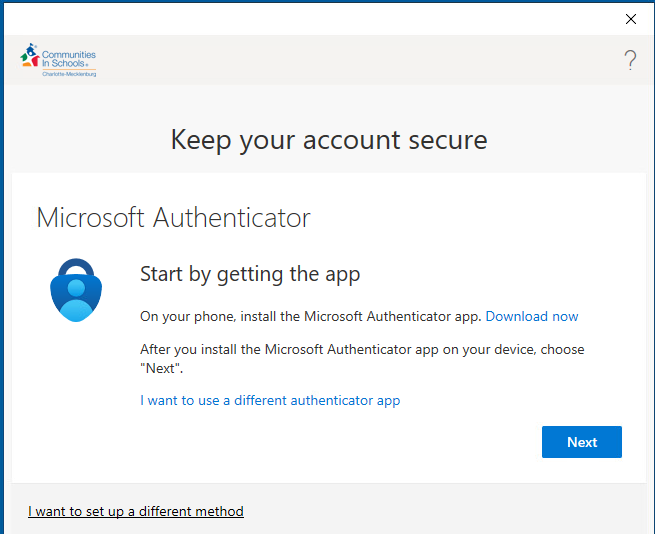 Communities
In Schools®
Charlotte-Mecklenburg
?
Keep your account secure
Microsoft Authenticator
Start by getting the app
On your phone, install the Microsoft Authenticator app. Download now
After you install the Microsoft Authenticator app on your device, choose
"Next".
I want to use a different authenticator app
Next
I want to set up a different method